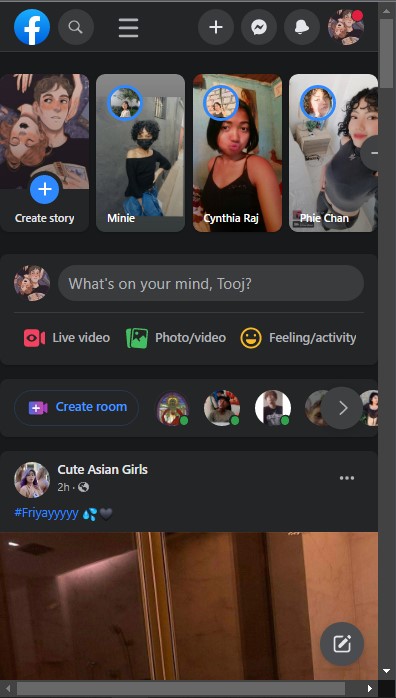 Create story
Minie
Cynthia Raj
Phie Chan
What's on your mind, Tooj?
Live video
Photo/video
Feeling/activity
Create room
Cute Asian Girls
2h ·
#Friyayyyyy 💦🖤